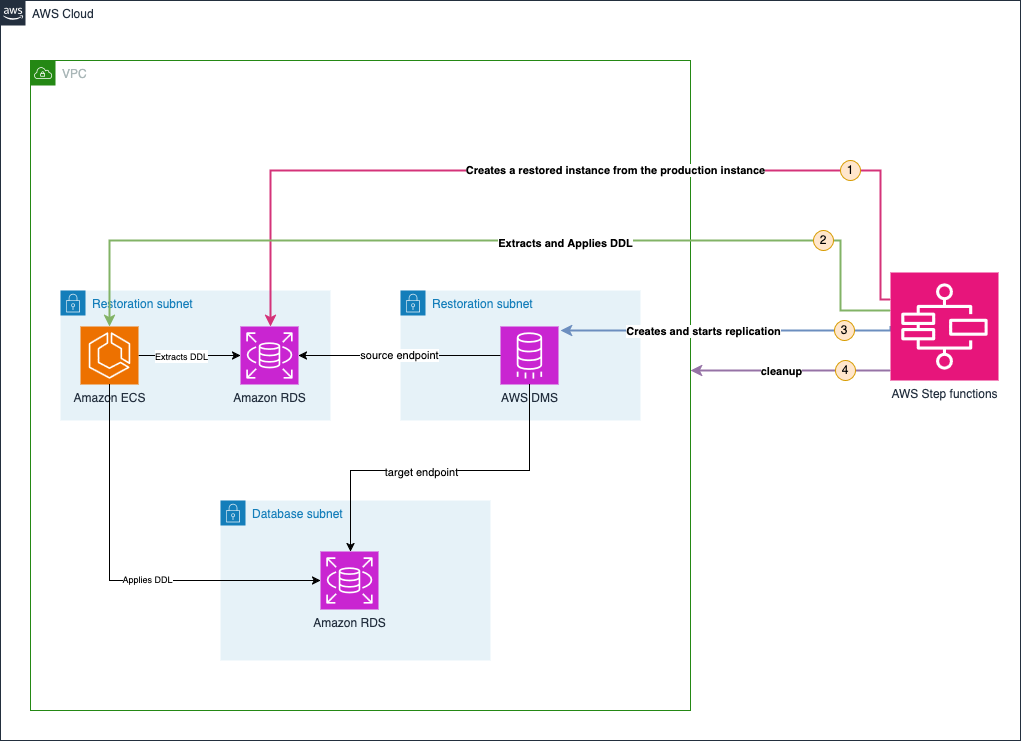 aws
AWS Cloud
VPC
Creates a restored instance from the production instance
1
Extracts and Applies DDL
2
Restoration subnet
Restoration subnet
Creates and starts replication
3
Extracts DDL
source endpoint
cleanup
4
Amazon ECS
Amazon RDS
AWS DMS
AWS Step functions
target endpoint
Database subnet
Applies DDL
Amazon RDS